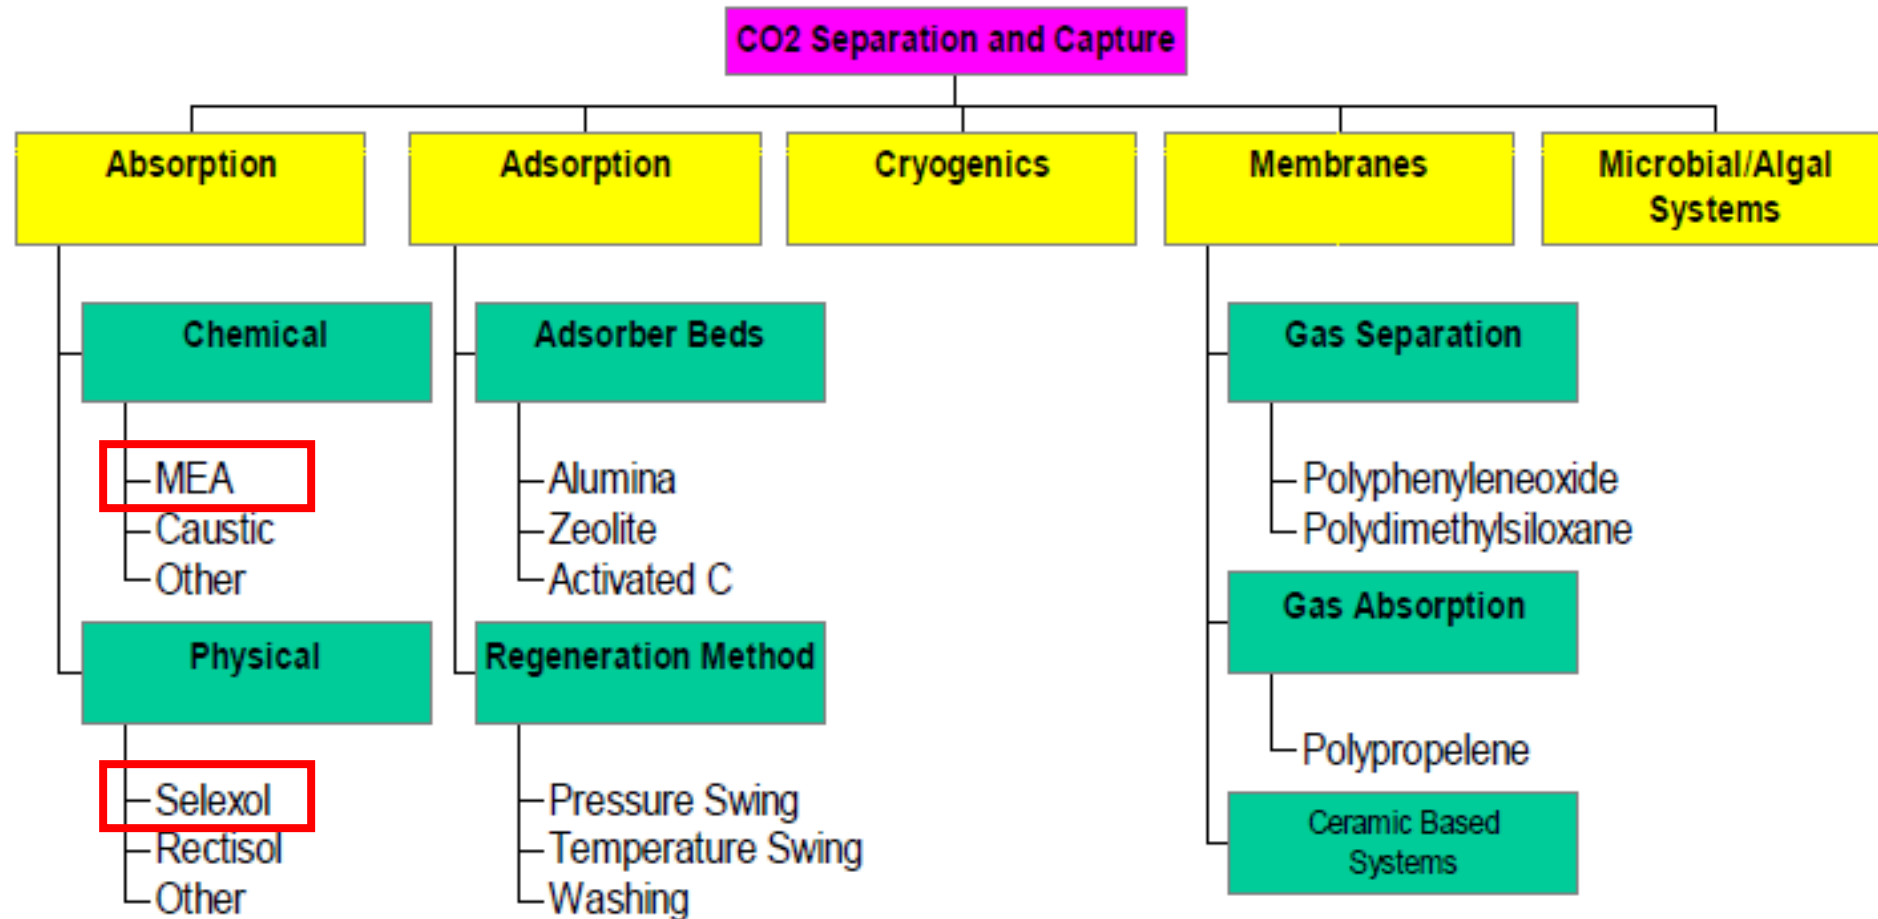 CO2 Separation and Capture
Absorption
Adsorption
Cryogenics
Membranes
Microbial/Algal
Systems
Chemical
MEA
Caustic
Other
Physical
Selexol
Rectisol
Other
Adsorber Beds
Alumina
Zeolite
Activated C
Regeneration Method
Pressure Swing
Temperature Swing
Washing
Gas Separation
Polyphenyleneoxide
Polydimethylsiloxane
Gas Absorption
Polypropelene
Ceramic Based
Systems